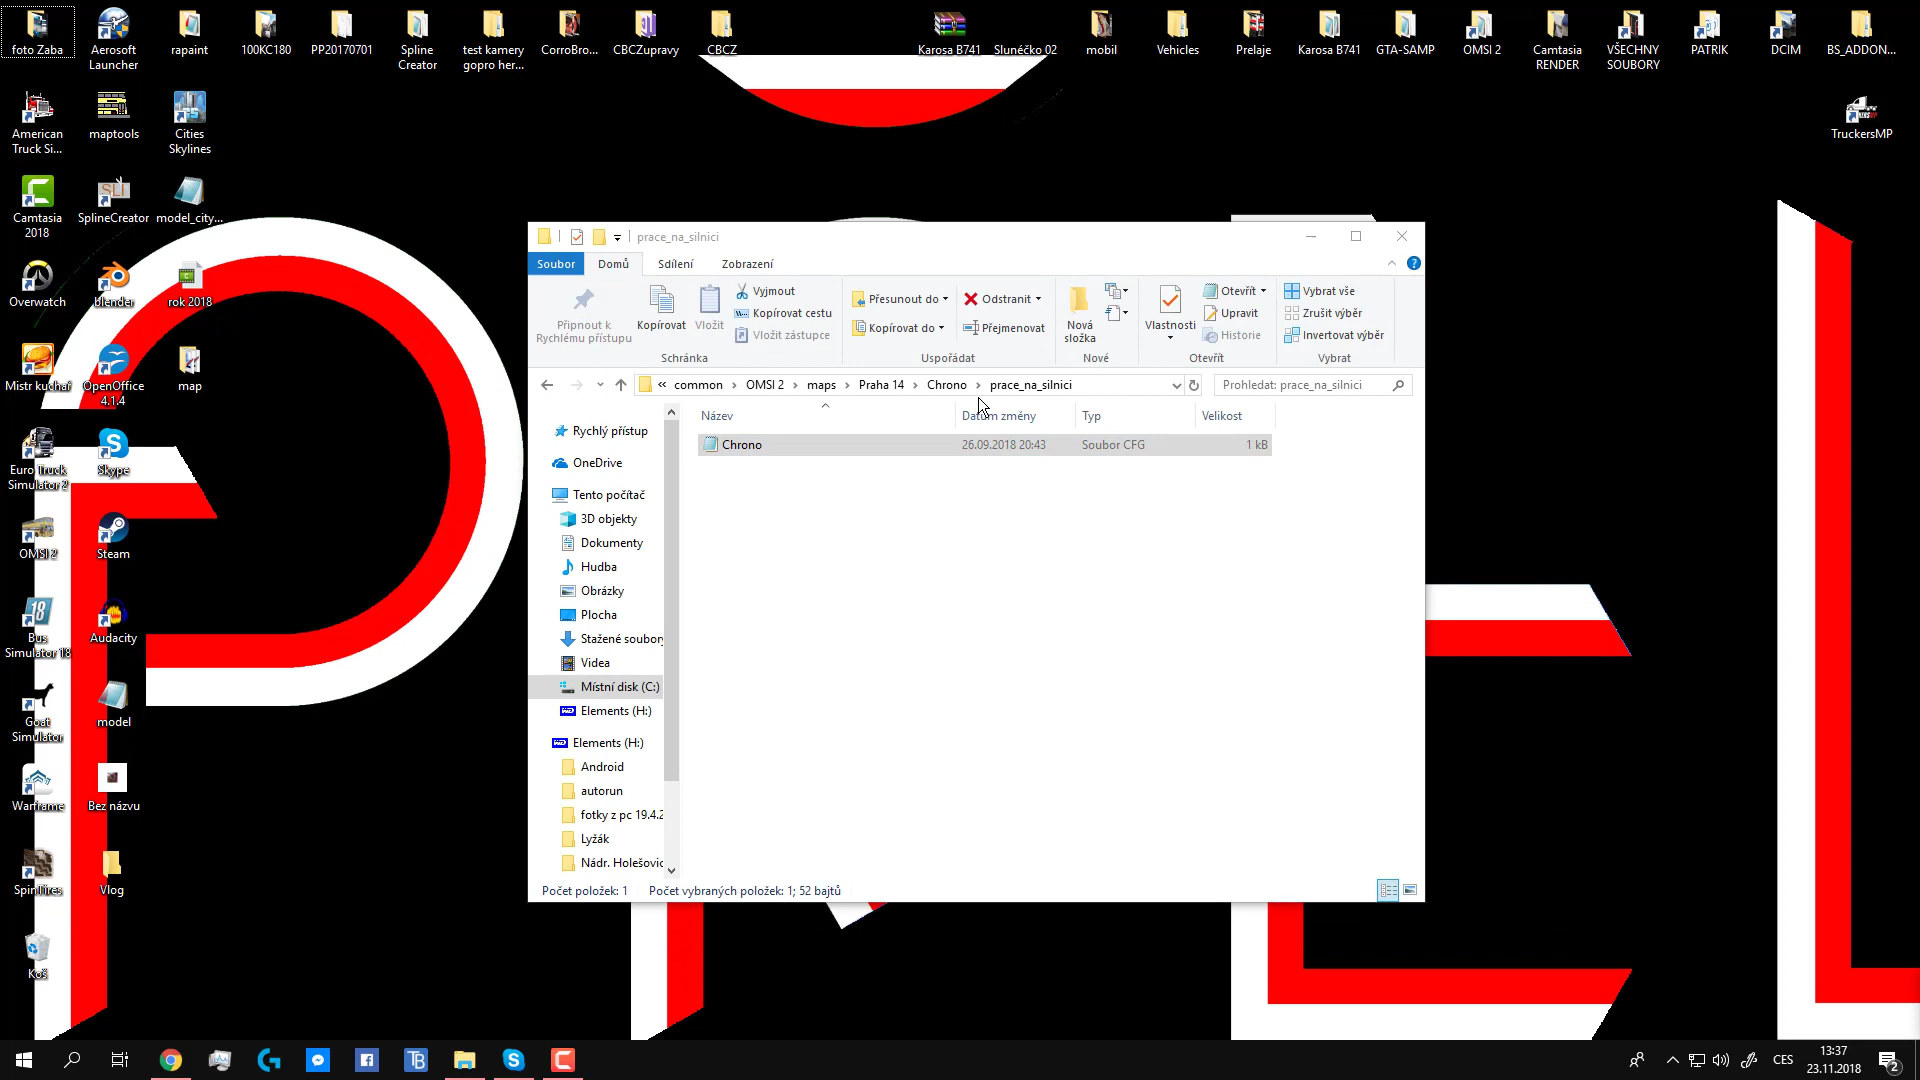 foto Zaba
Aerosoft
Launcher
rapaint
100KC180
PP20170701
Spline
Creator
test kamery
gopro her...
CorroBro...
CBCZupravy
CBCZ
Karosa B741
Slunéčko 02
mobil
Vehicles
Prelaje
Karosa B741
GTA-SAMP
OMSI 2
Camtasia
RENDER
VŠECHNY
SOUBORY
PATRIK
DCIM
BS_ADDON...
American
Truck Si...
maptools
Cities
Skylines
TruckersMP
Camtasia
2018
SplineCreator
model_city...
Overwatch
blender
rok 2018
Mistr kuchař
OpenOffice
4.1.4
map
Euro Truck
Simulator 2
Skype
OMSI 2
Steam
Bus
Simulator 18
Audacity
Goat
Simulator
model
Warframe
Bez názvu
SpinTires
Vlog
Koš
prace_na_silnici
Soubor
Domů
Sdílení
Zobrazení
Připnout k
Rychlému přístupu
Kopírovat
Vložit
Vyjmout
Kopírovat cestu
Vložit zástupce
Schránka
Přesunout do
Kopírovat do
Odstranit
Přejmenovat
Uspořádat
Nová
složka
Nové
Vlastnosti
Otevřít
Upravit
Historie
Otevřít
Vybrat vše
Zrušit výběr
Invertovat výběr
Vybrat
« common › OMSI 2 › maps › Praha 14 › Chrono › prace_na_silnici
Prohledat: prace_na_silnici
Název
Datum změny
Typ
Velikost
Chrono
26.09.2018 20:43
Soubor CFG
1 kB
Rychlý přístup
OneDrive
Tento počítač
3D objekty
Dokumenty
Hudba
Obrázky
Plocha
Stažené soubory
Videa
Místní disk (C:)
Elements (H:)
Elements (H:)
Android
autorun
fotky z pc 19.4.2
Lyžák
Nádr. Holešovic
Počet položek: 1
Počet vybraných položek: 1; 52 bajtů
CES
13:37
23.11.2018
2